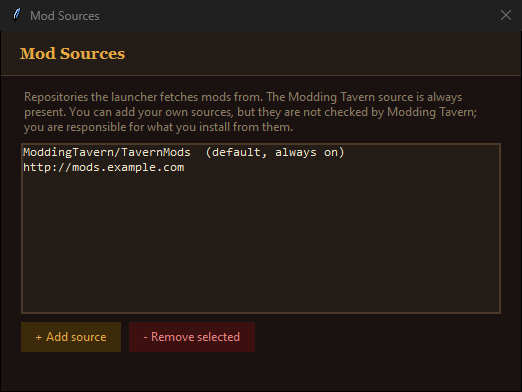 Mod Sources
Mod Sources
Repositories the launcher fetches mods from. The Modding Tavern source is always
present. You can add your own sources, but they are not checked by Modding Tavern;
you are responsible for what you install from them.
ModdingTavern/TavernMods  (default, always on)
http://mods.example.com
+ Add source
- Remove selected